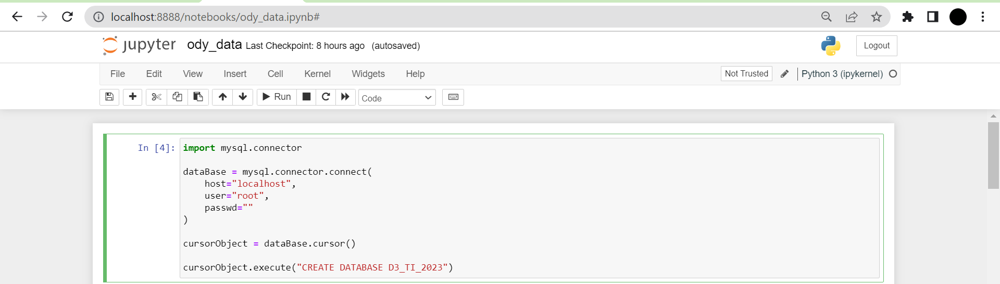 localhost:8888/notebooks/ody_data.ipynb#
jupyter ody_data Last Checkpoint: 8 hours ago (autosaved) Logout
File Edit View Insert Cell Kernel Widgets Help Not Trusted Python 3 (ipykernel)
Run Code
In [4]: import mysql.connector
dataBase = mysql.connector.connect(
    host="localhost",
    user="root",
    passwd=""
)
cursorObject = dataBase.cursor()
cursorObject.execute("CREATE DATABASE D3_TI_2023")